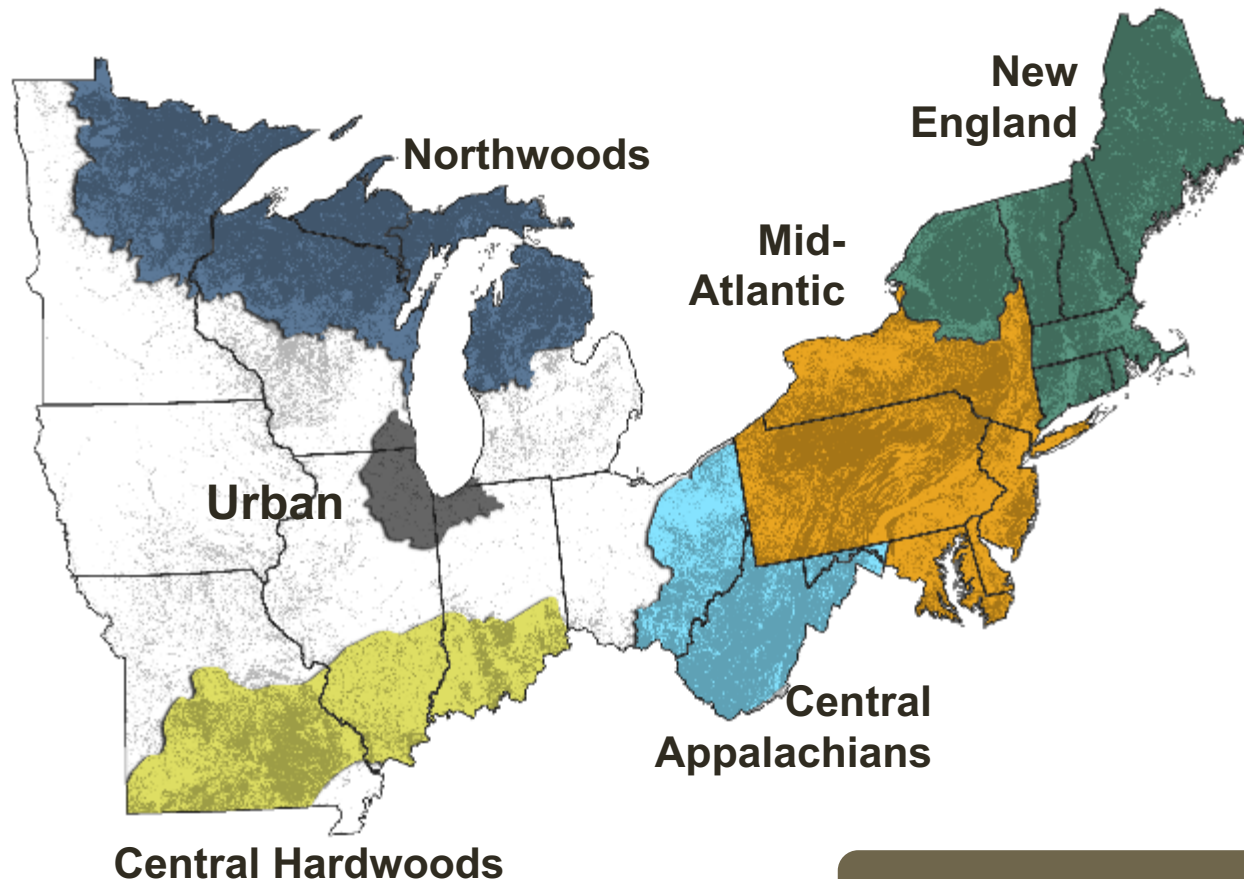 New
England
Northwoods
Mid-
Atlantic
Urban
Central
Appalachians
Central Hardwoods